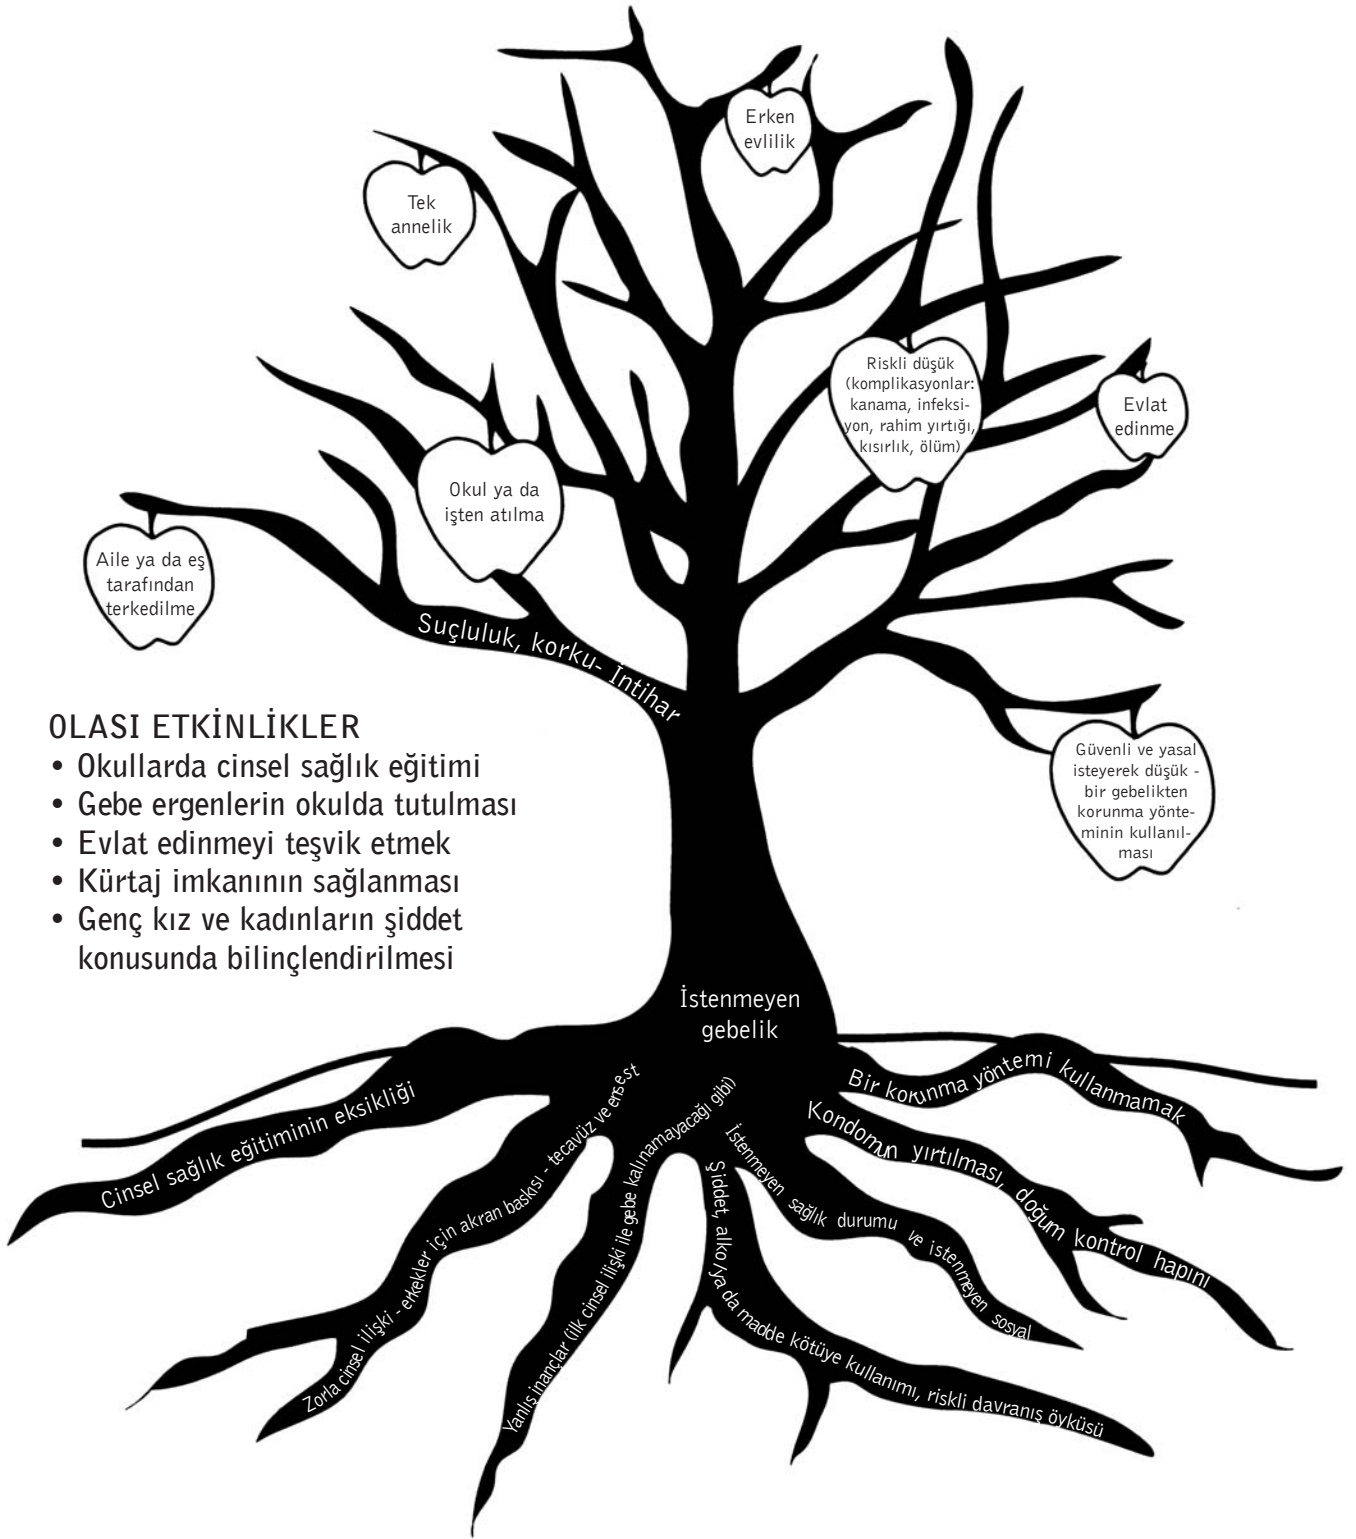 Erken
evlilik
Tek
annelik
Riskli düşük
(komplikasyonlar:
kanama, infeksi-
yon, rahim yırtığı,
kısırlık, ölüm)
Evlat
edinme
Okul ya da
işten atılma
Aile ya da eş
tarafından
terkedilme
Suçluluk, korku- İntihar
Güvenli ve yasal
isteyerek düşük -
bir gebelikten
korunma yönte-
minin kullanıl-
ması
OLASI ETKİNLİKLER
• Okullarda cinsel sağlık eğitimi
• Gebe ergenlerin okulda tutulması
• Evlat edinmeyi teşvik etmek
• Kürtaj imkanının sağlanması
• Genç kız ve kadınların şiddet
konusunda bilinçlendirilmesi
İstenmeyen
gebelik
Cinsel sağlık eğitiminin eksikliği
Zorla cinsel ilişki - erkekler için akran baskısı - tecavüz ve ensest
Yanlış inançlar (ilk cinsel ilişki ile gebe kalınamayacağı gibi)
Şiddet, alko/ya da madde kötüye kullanımı, riskli davranış öyküsü
İstenmeyen sağlık durumu ve istenmeyen sosyal
Kondomun yırtılması, doğum kontrol hapını
Bir korunma yöntemi kullanmamak